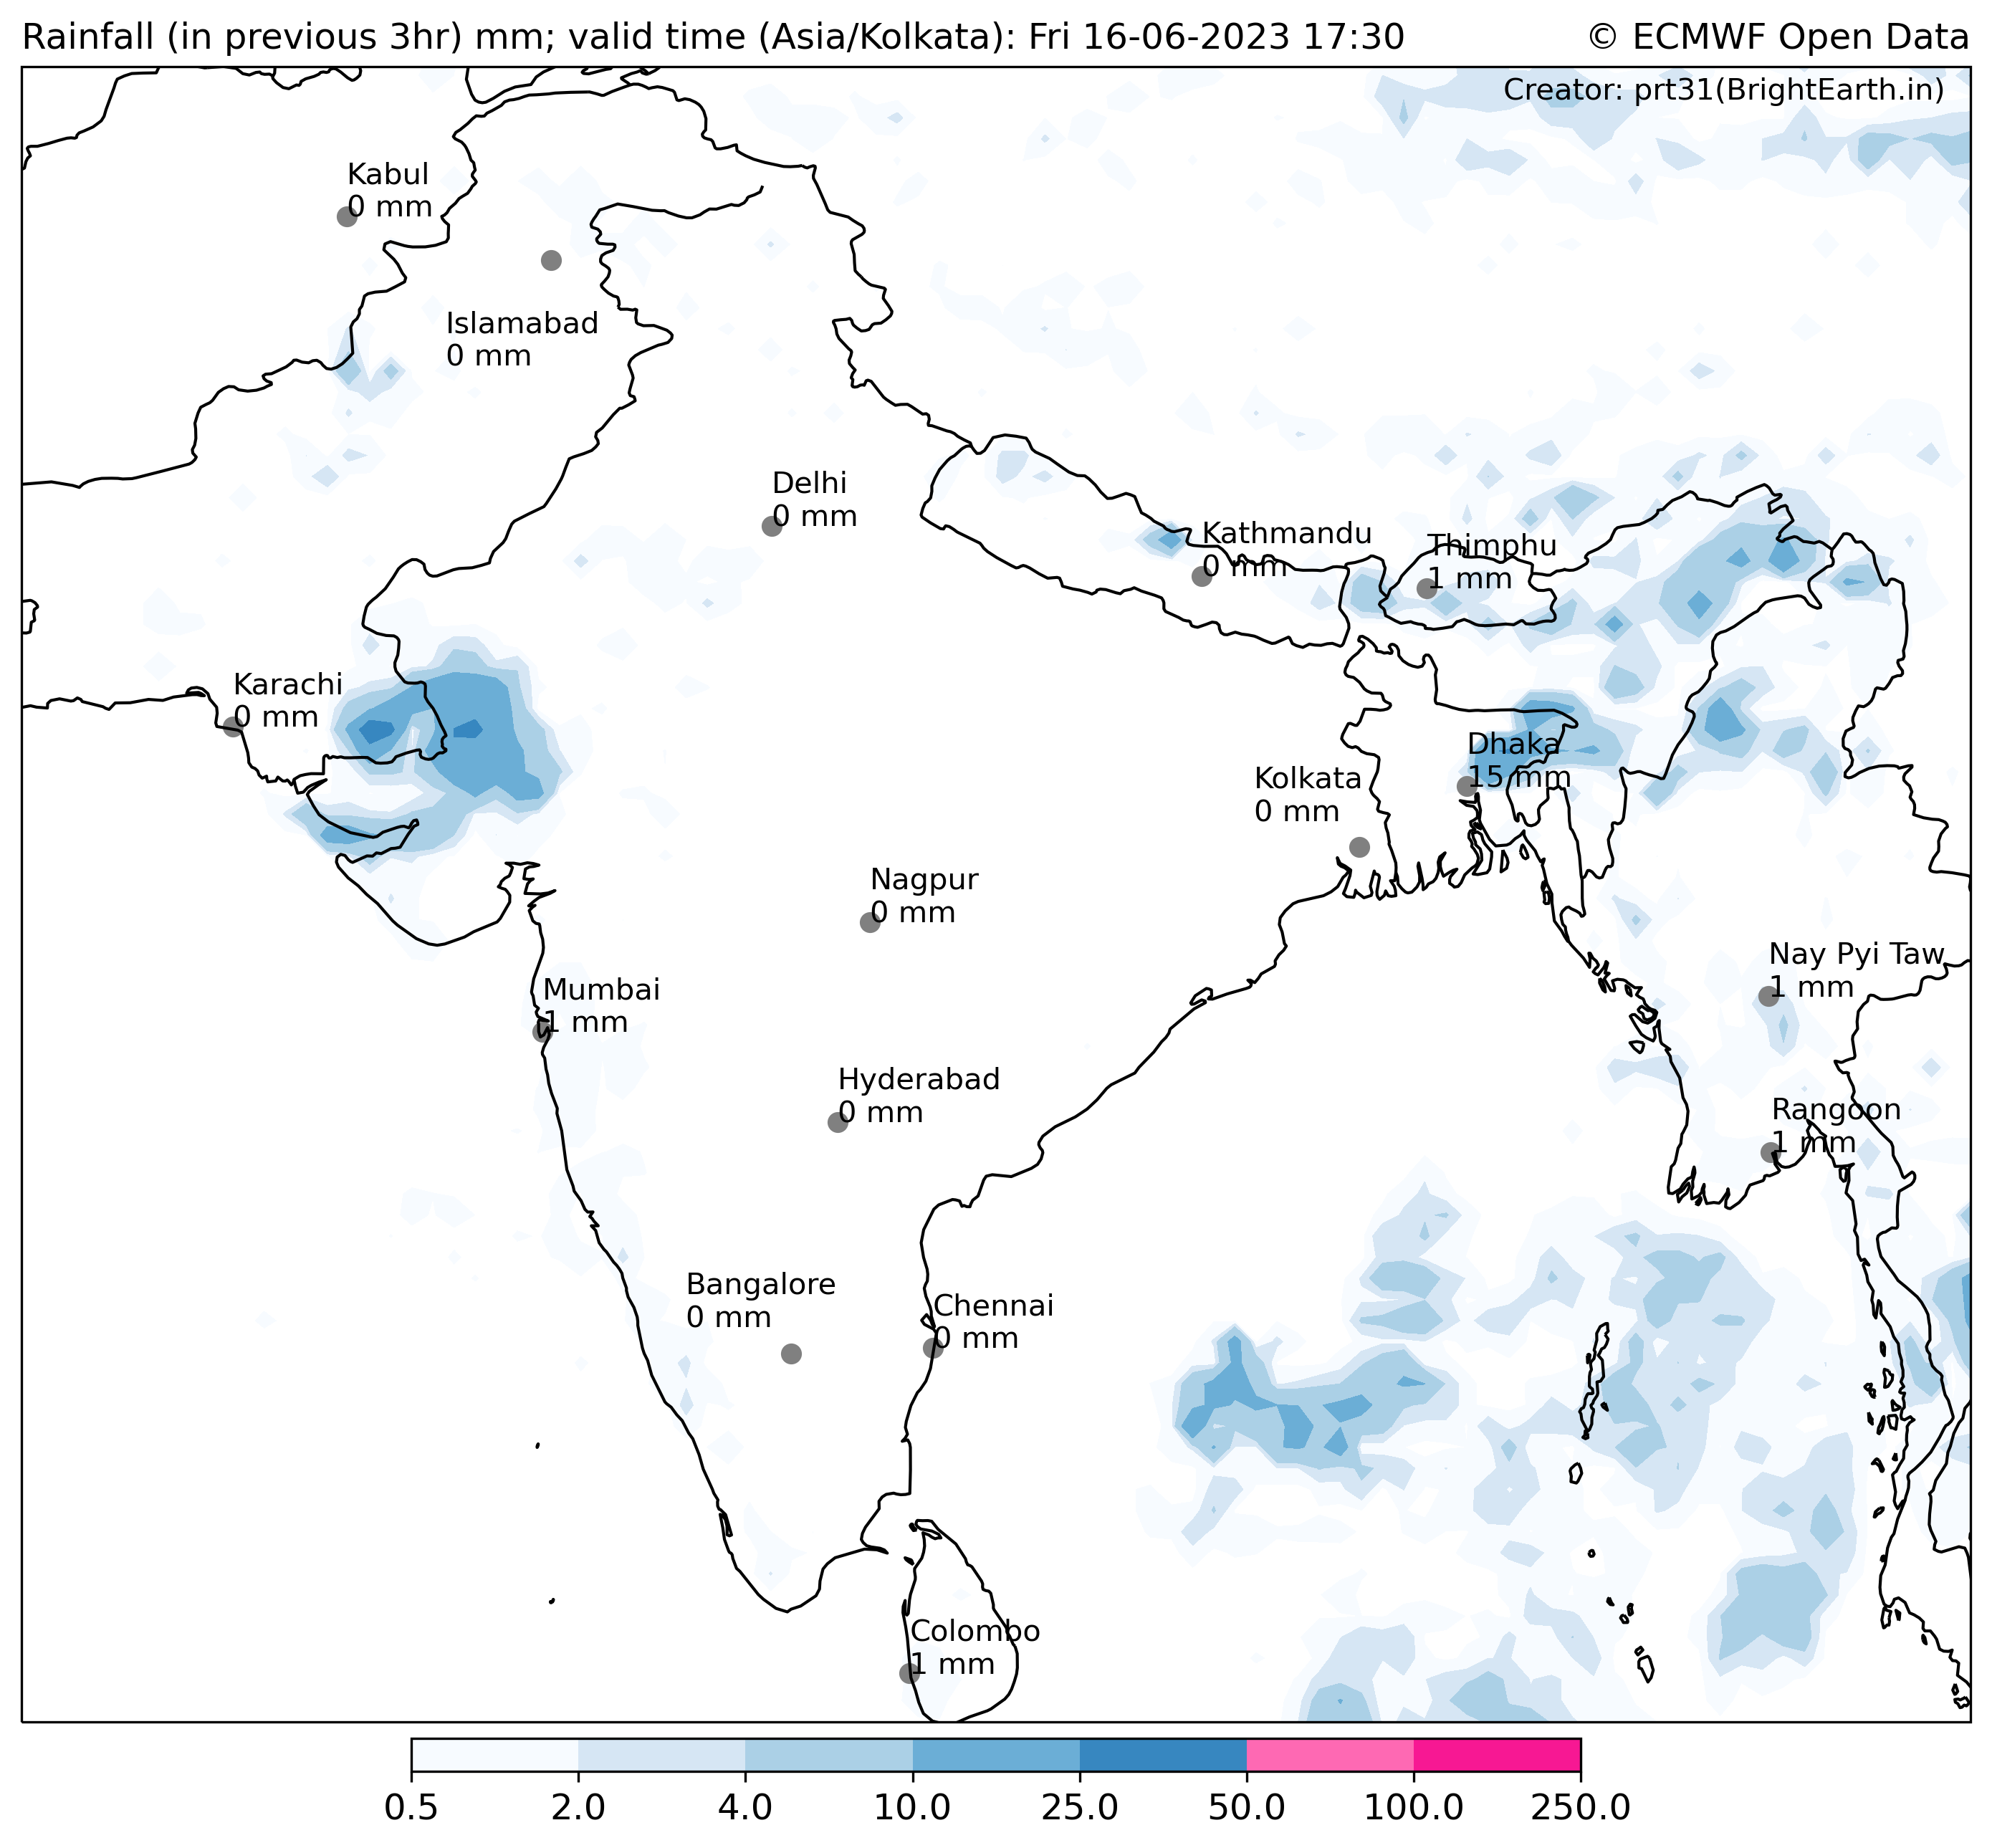 Rainfall (in previous 3hr) mm; valid time (Asia/Kolkata): Fri 16-06-2023 17:30
© ECMWF Open Data
Creator: prt31(BrightEarth.in)
Kabul
0 mm
Islamabad
0 mm
Delhi
0 mm
Kathmandu
0 mm
Thimphu
1 mm
Karachi
0 mm
Dhaka
15 mm
Kolkata
0 mm
Nagpur
0 mm
Nay Pyi Taw
1 mm
Mumbai
1 mm
Hyderabad
0 mm
Rangoon
1 mm
Bangalore
0 mm
Chennai
0 mm
Colombo
1 mm
0.5 2.0 4.0 10.0 25.0 50.0 100.0 250.0